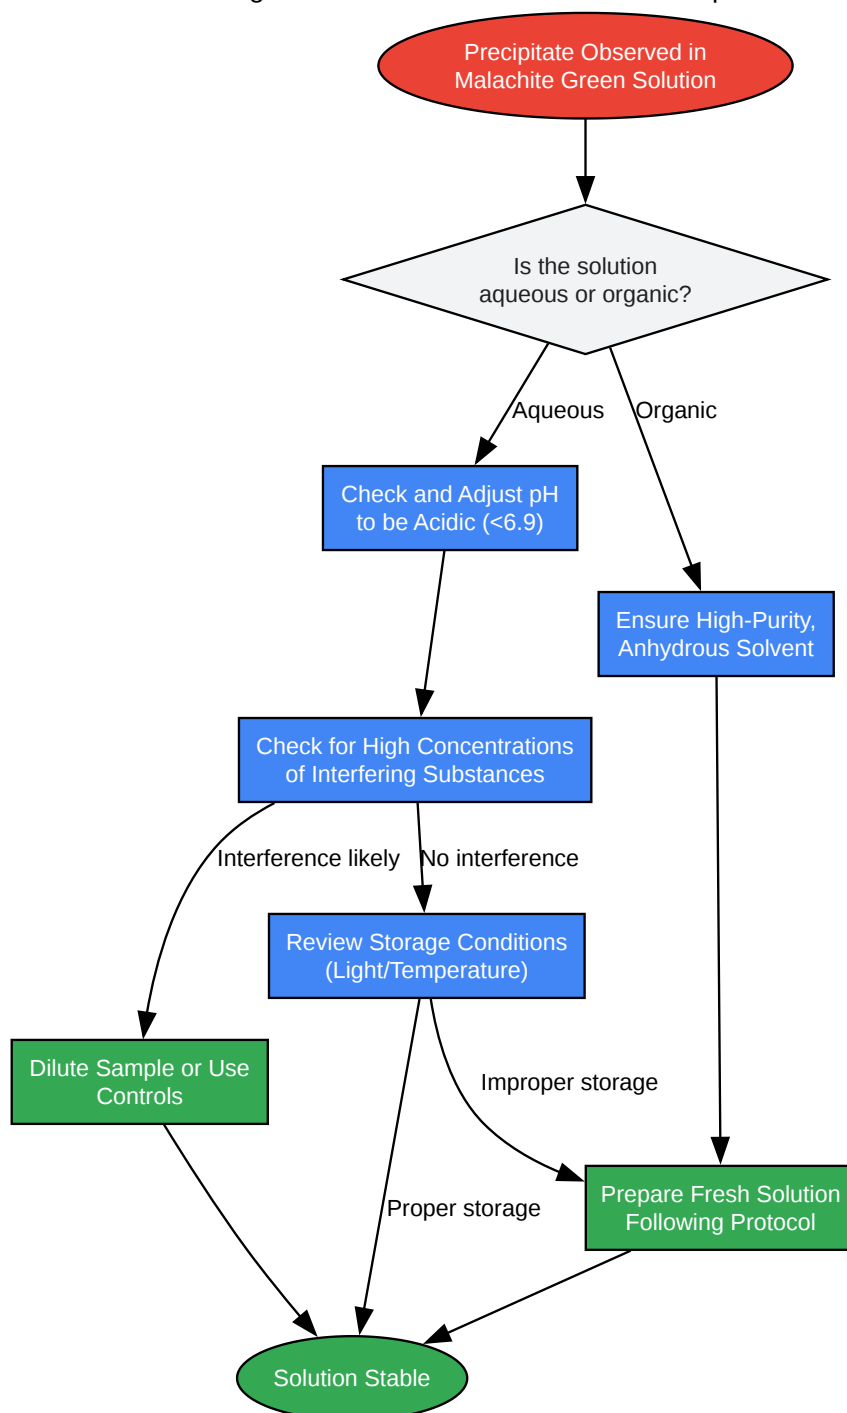 Precipitate Observed in
Malachite Green Solution
Is the solution
aqueous or organic?
Aqueous
Organic
Check and Adjust pH
to be Acidic (<6.9)
Ensure High-Purity,
Anhydrous Solvent
Check for High Concentrations
of Interfering Substances
Interference likely
No interference
Review Storage Conditions
(Light/Temperature)
Dilute Sample or Use
Controls
Improper storage
Proper storage
Prepare Fresh Solution
Following Protocol
Solution Stable